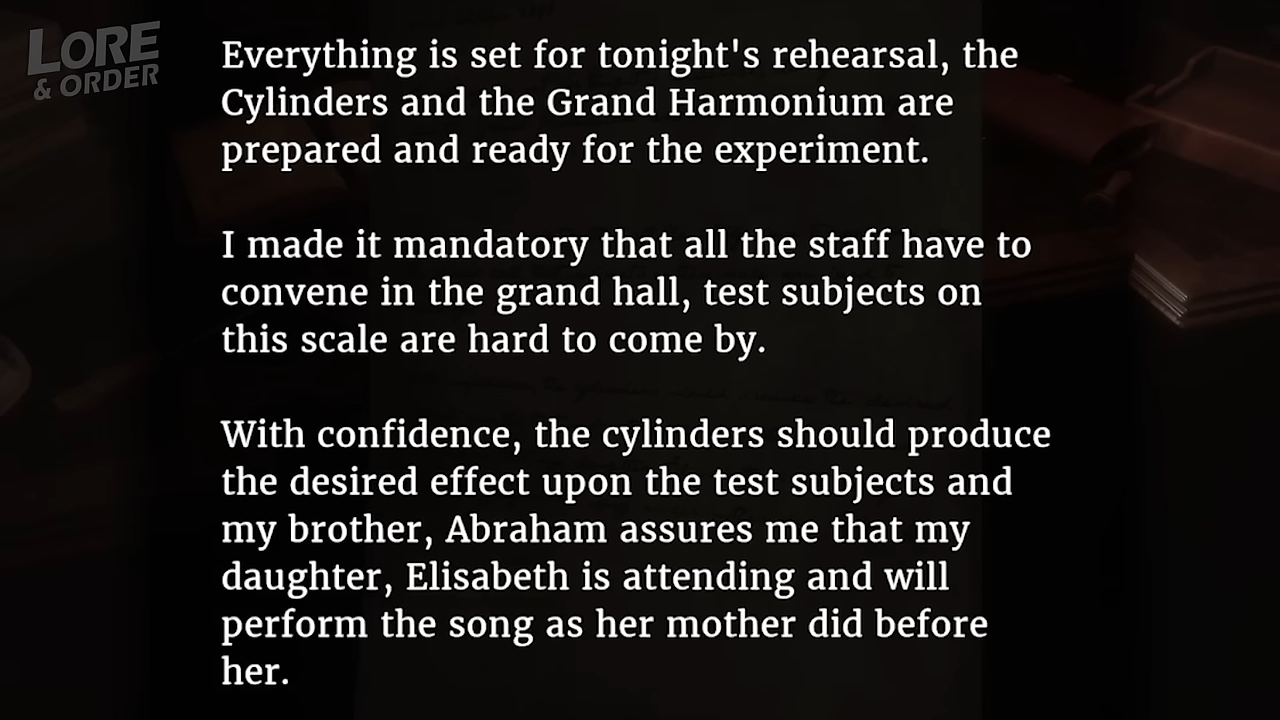 LORE
& ORDER
Everything is set for tonight's rehearsal, the
Cylinders and the Grand Harmonium are
prepared and ready for the experiment.
I made it mandatory that all the staff have to
convene in the grand hall, test subjects on
this scale are hard to come by.
With confidence, the cylinders should produce
the desired effect upon the test subjects and
my brother, Abraham assures me that my
daughter, Elisabeth is attending and will
perform the song as her mother did before
her.